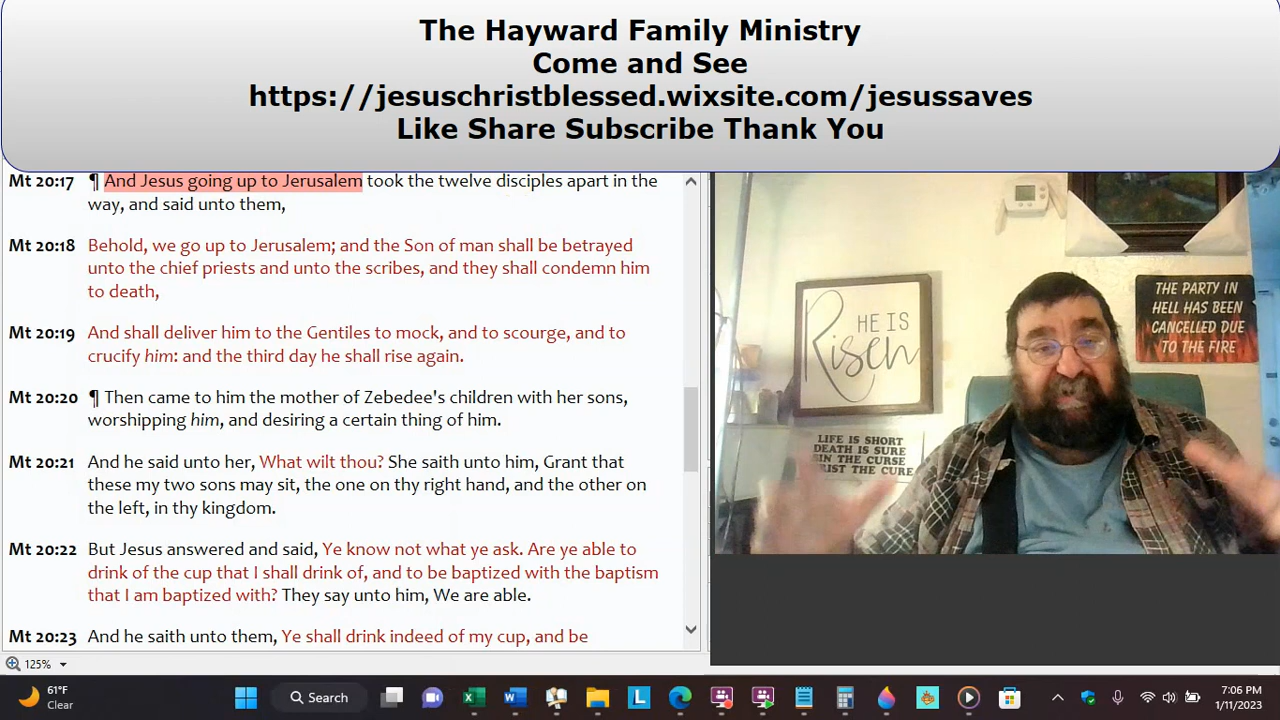 The Hayward Family Ministry
Come and See
https://jesuschristblessed.wixsite.com/jesussaves
Like Share Subscribe Thank You
Mt 20:17 ¶ And Jesus going up to Jerusalem took the twelve disciples apart in the
way, and said unto them,
Mt 20:18 Behold, we go up to Jerusalem; and the Son of man shall be betrayed
unto the chief priests and unto the scribes, and they shall condemn him
to death,
Mt 20:19 And shall deliver him to the Gentiles to mock, and to scourge, and to
crucify him: and the third day he shall rise again.
Mt 20:20 ¶ Then came to him the mother of Zebedee's children with her sons,
worshipping him, and desiring a certain thing of him.
Mt 20:21 And he said unto her, What wilt thou? She saith unto him, Grant that
these my two sons may sit, the one on thy right hand, and the other on
the left, in thy kingdom.
Mt 20:22 But Jesus answered and said, Ye know not what ye ask. Are ye able to
drink of the cup that I shall drink of, and to be baptized with the baptism
that I am baptized with? They say unto him, We are able.
Mt 20:23 And he saith unto them, Ye shall drink indeed of my cup, and be
125%
HE IS
Risen
LIFE IS SHORT
DEATH IS SURE
SIN THE CURSE
RIST THE CURE
THE PARTY IN
HELL HAS BEEN
CANCELLED DUE
TO THE FIRE
61°F
Clear
Search
7:06 PM
1/11/2023